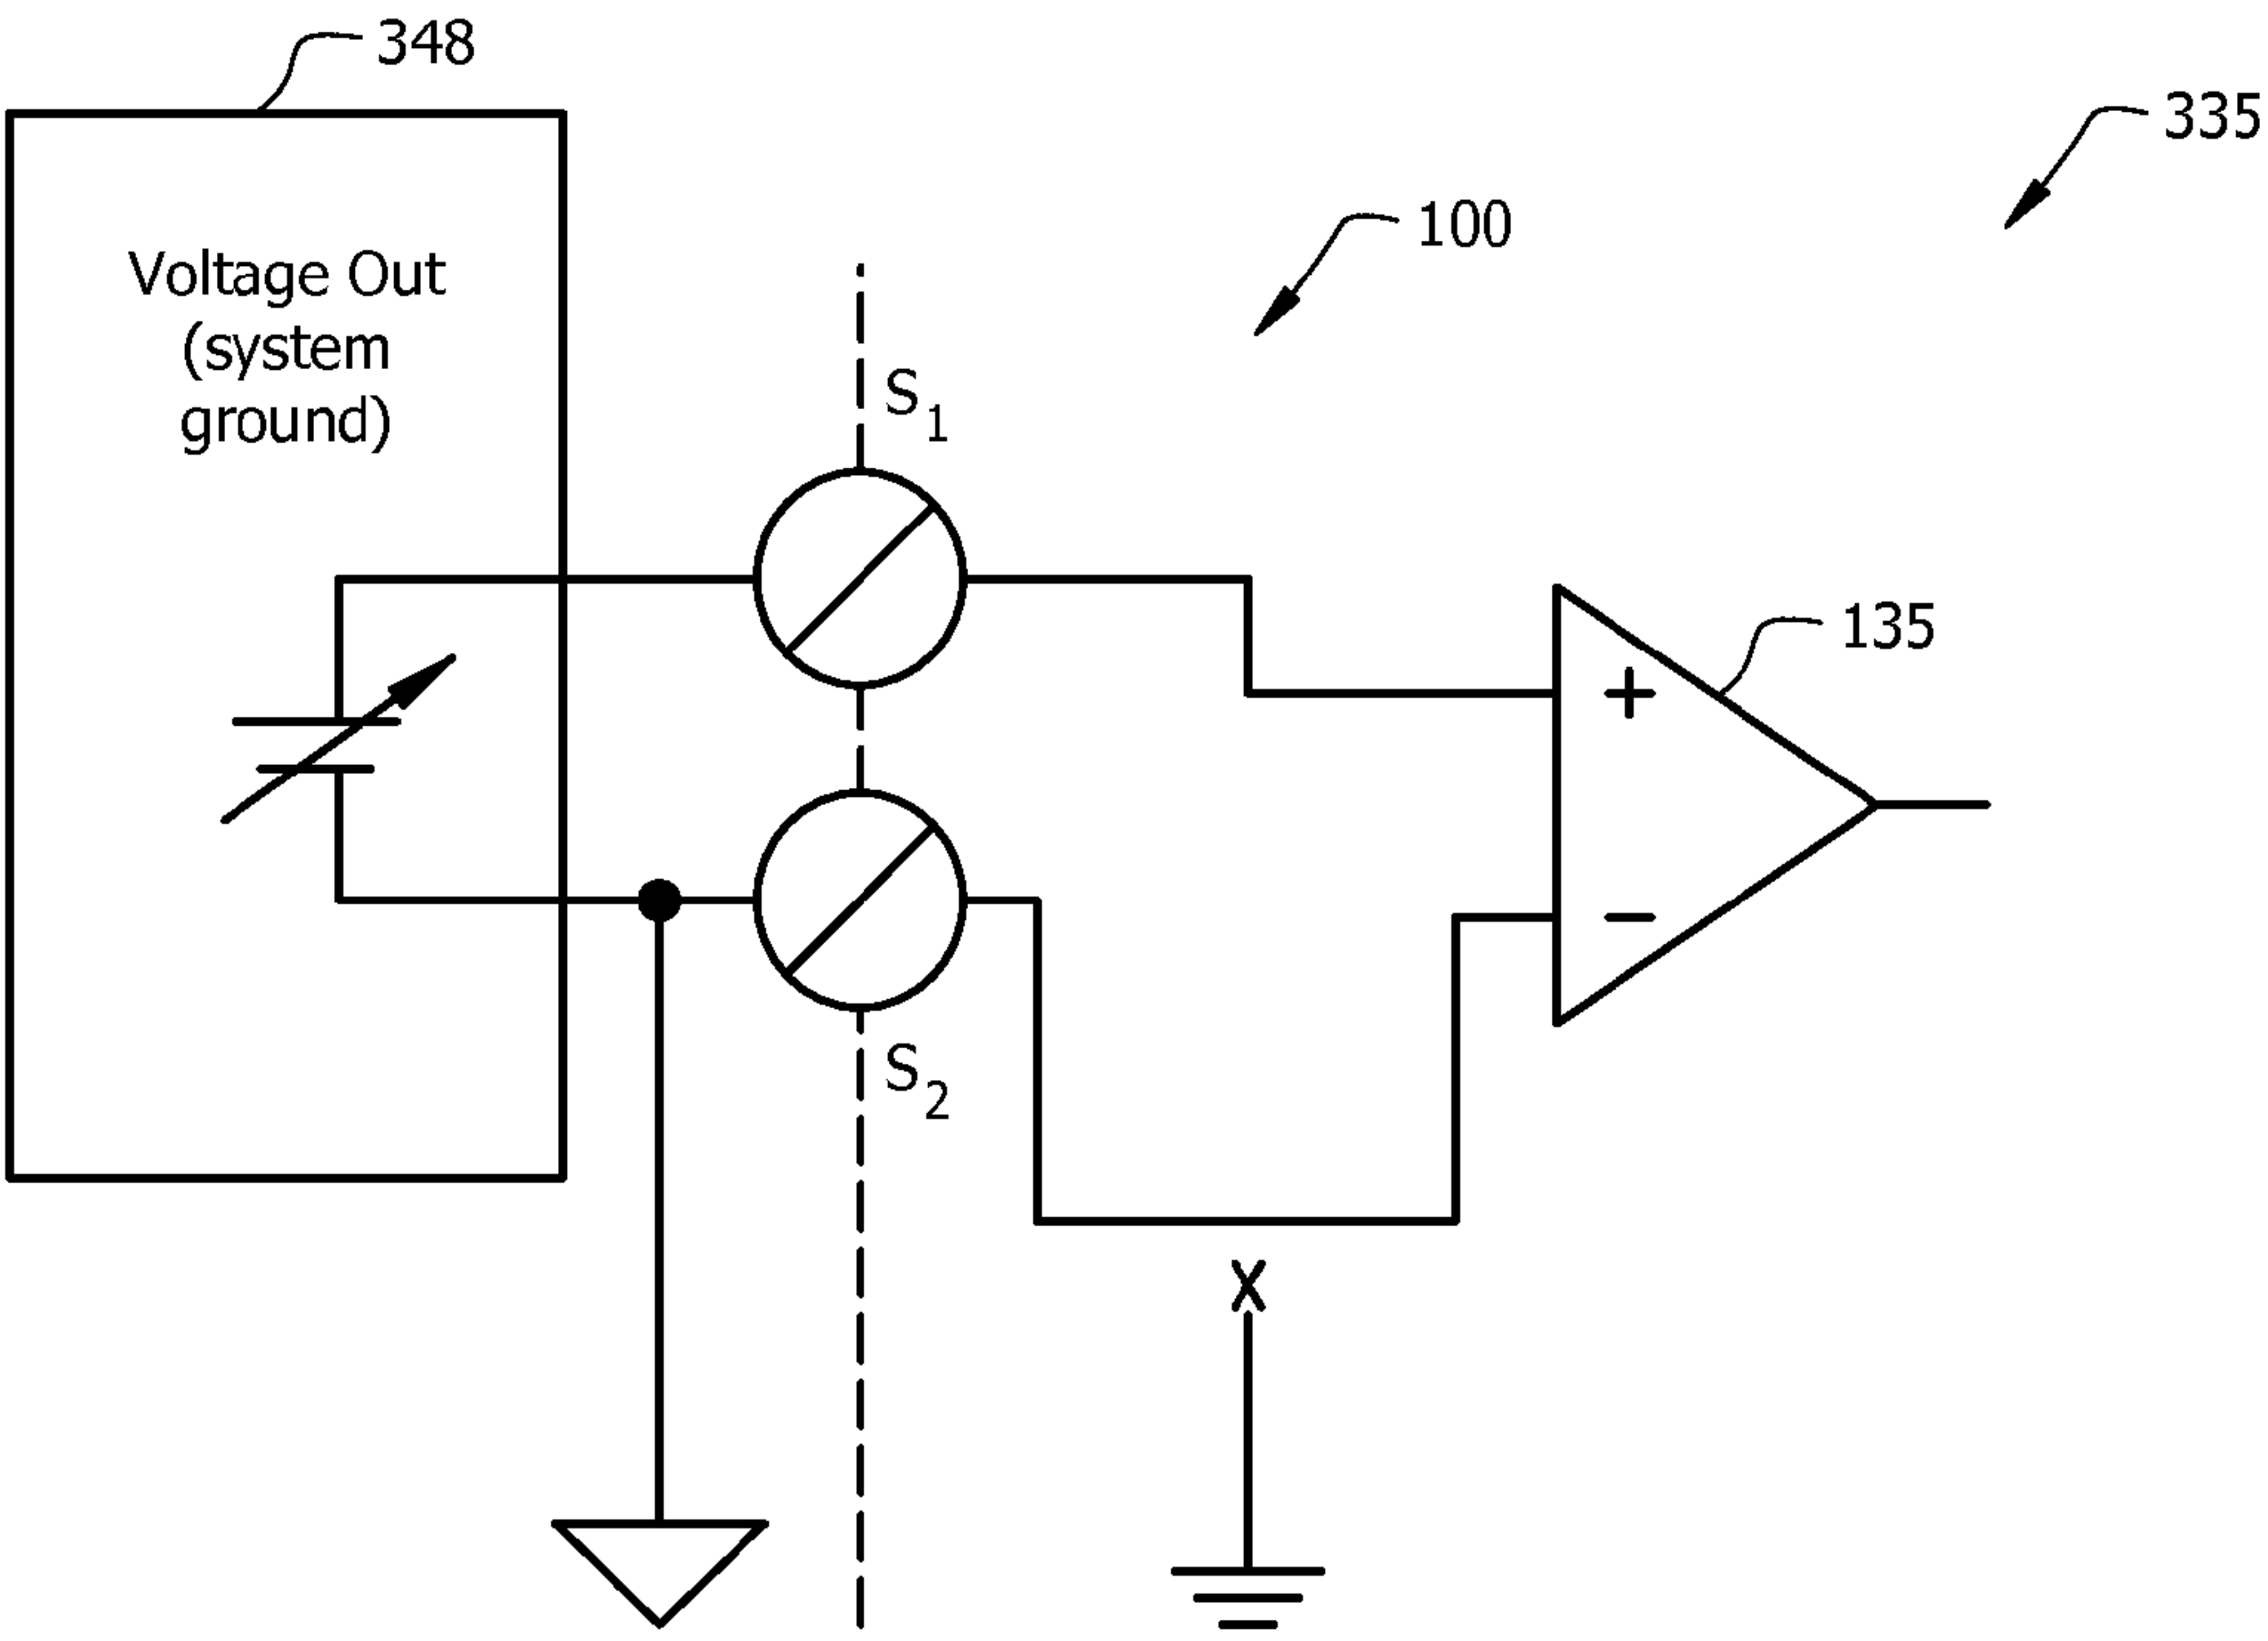 348
335
100
Voltage Out
(system
ground)
S1
135
+
−
S2
X